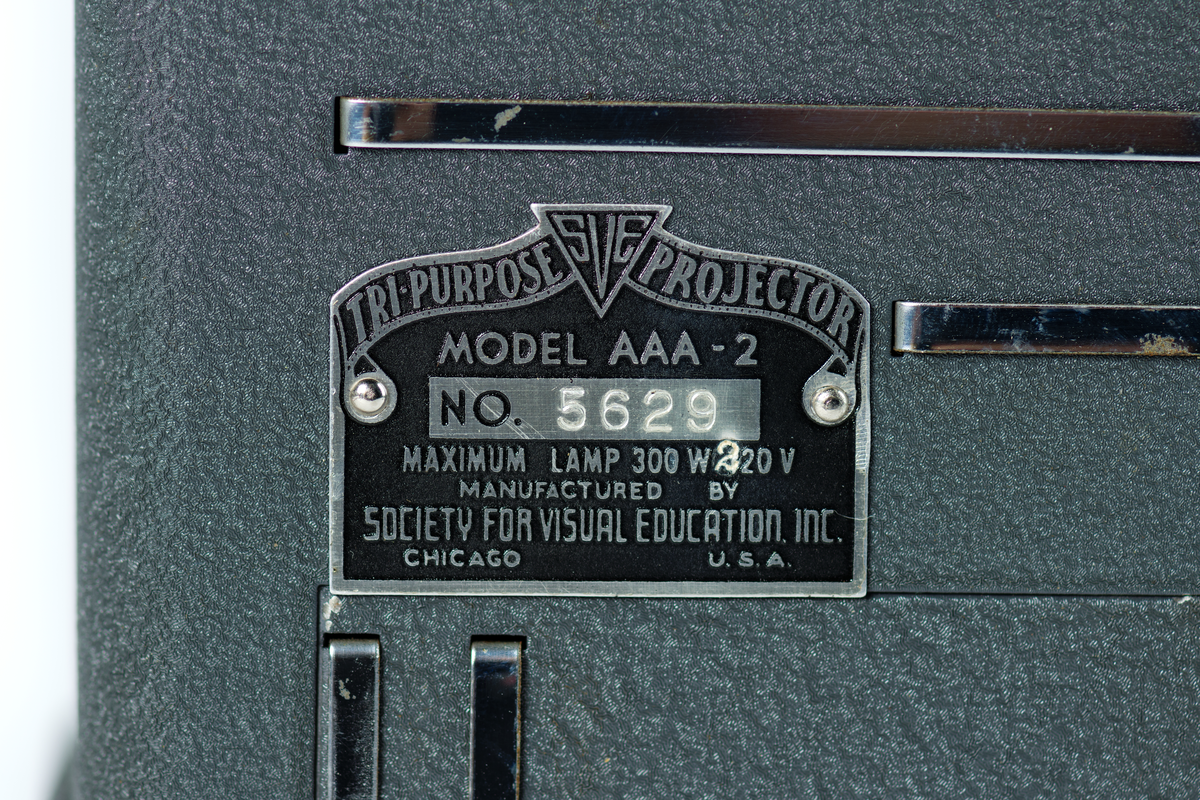 SVE
TRI-PURPOSE PROJECTOR
MODEL AAA-2
NO. 5629
MAXIMUM LAMP 300 W 220 V
MANUFACTURED BY
SOCIETY FOR VISUAL EDUCATION, INC.
CHICAGO U.S.A.